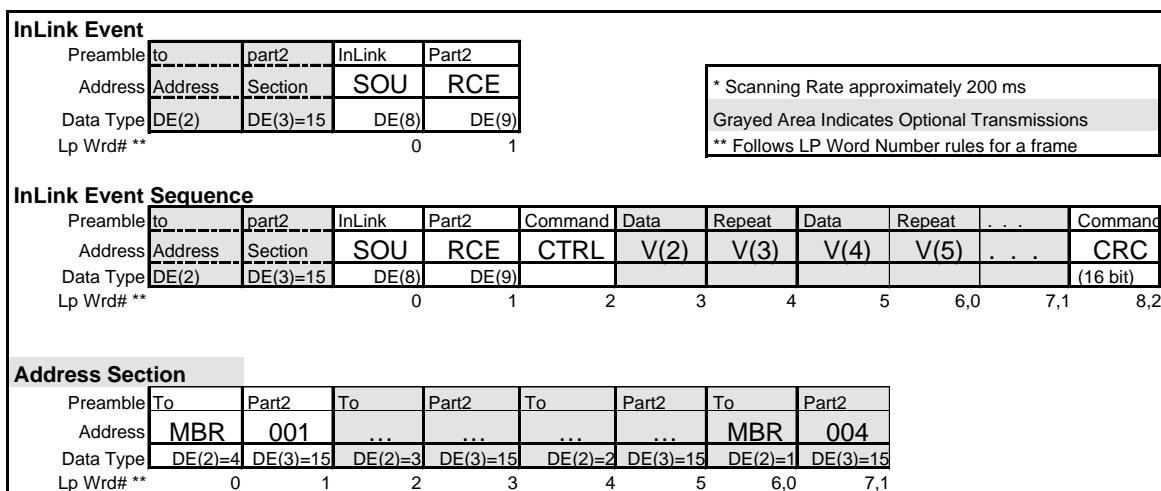 InLink Event
Preamble to part2 InLink Part2
Address Address Section SOU RCE
Data Type DE(2) DE(3)=15 DE(8) DE(9)
Lp Wrd# ** 0 1
* Scanning Rate approximately 200 ms
Grayed Area Indicates Optional Transmissions
** Follows LP Word Number rules for a frame
InLink Event Sequence
Preamble to part2 InLink Part2 Command Data Repeat Data Repeat . . . Command
Address Address Section SOU RCE CTRL V(2) V(3) V(4) V(5) . . . CRC
Data Type DE(2) DE(3)=15 DE(8) DE(9) (16 bit)
Lp Wrd# ** 0 1 2 3 4 5 6,0 7,1 8,2
Address Section
Preamble To Part2 To Part2 To Part2 To Part2
Address MBR 001 ... ... ... ... MBR 004
Data Type DE(2)=4 DE(3)=15 DE(2)=3 DE(3)=15 DE(2)=2 DE(3)=15 DE(2)=1 DE(3)=15
Lp Wrd# ** 0 1 2 3 4 5 6,0 7,1